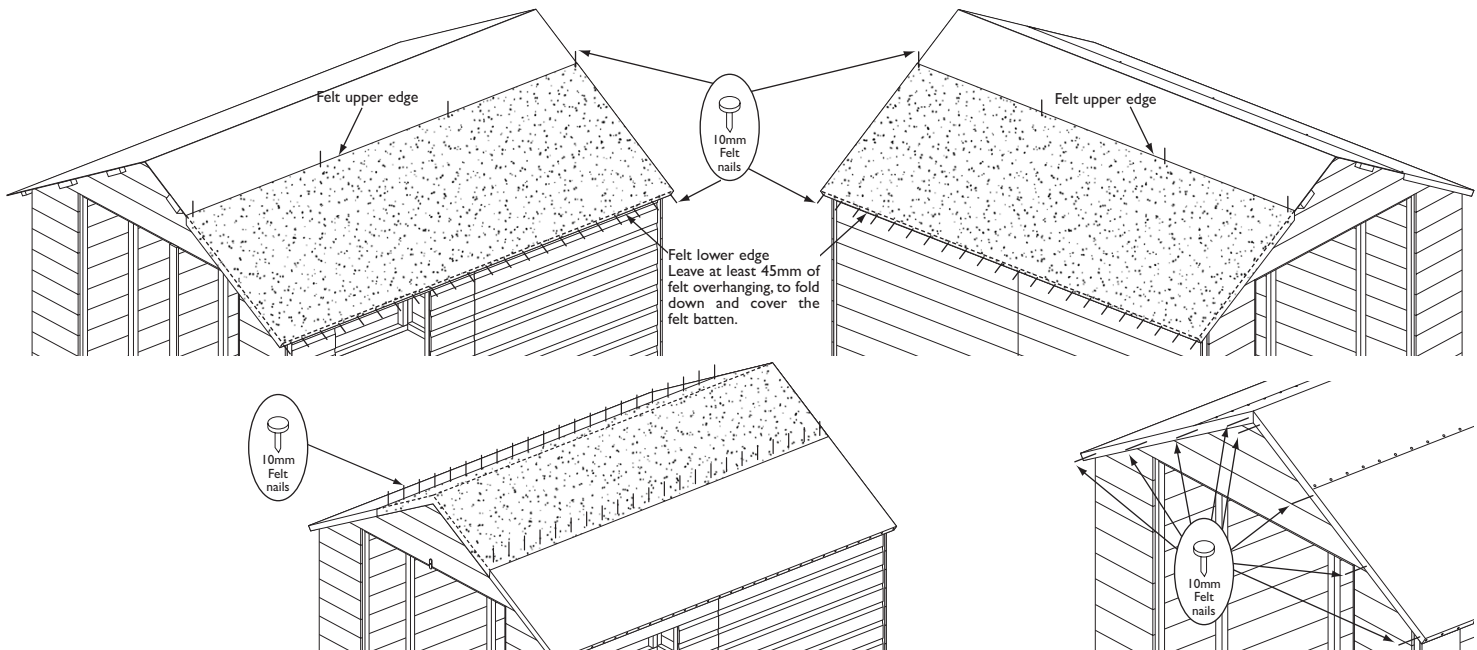 Felt upper edge
10mm
Felt
nails
Felt upper edge
Felt lower edge
Leave at least 45mm of
felt overhanging, to fold
down and cover the
felt batten.
10mm
Felt
nails
10mm
Felt
nails